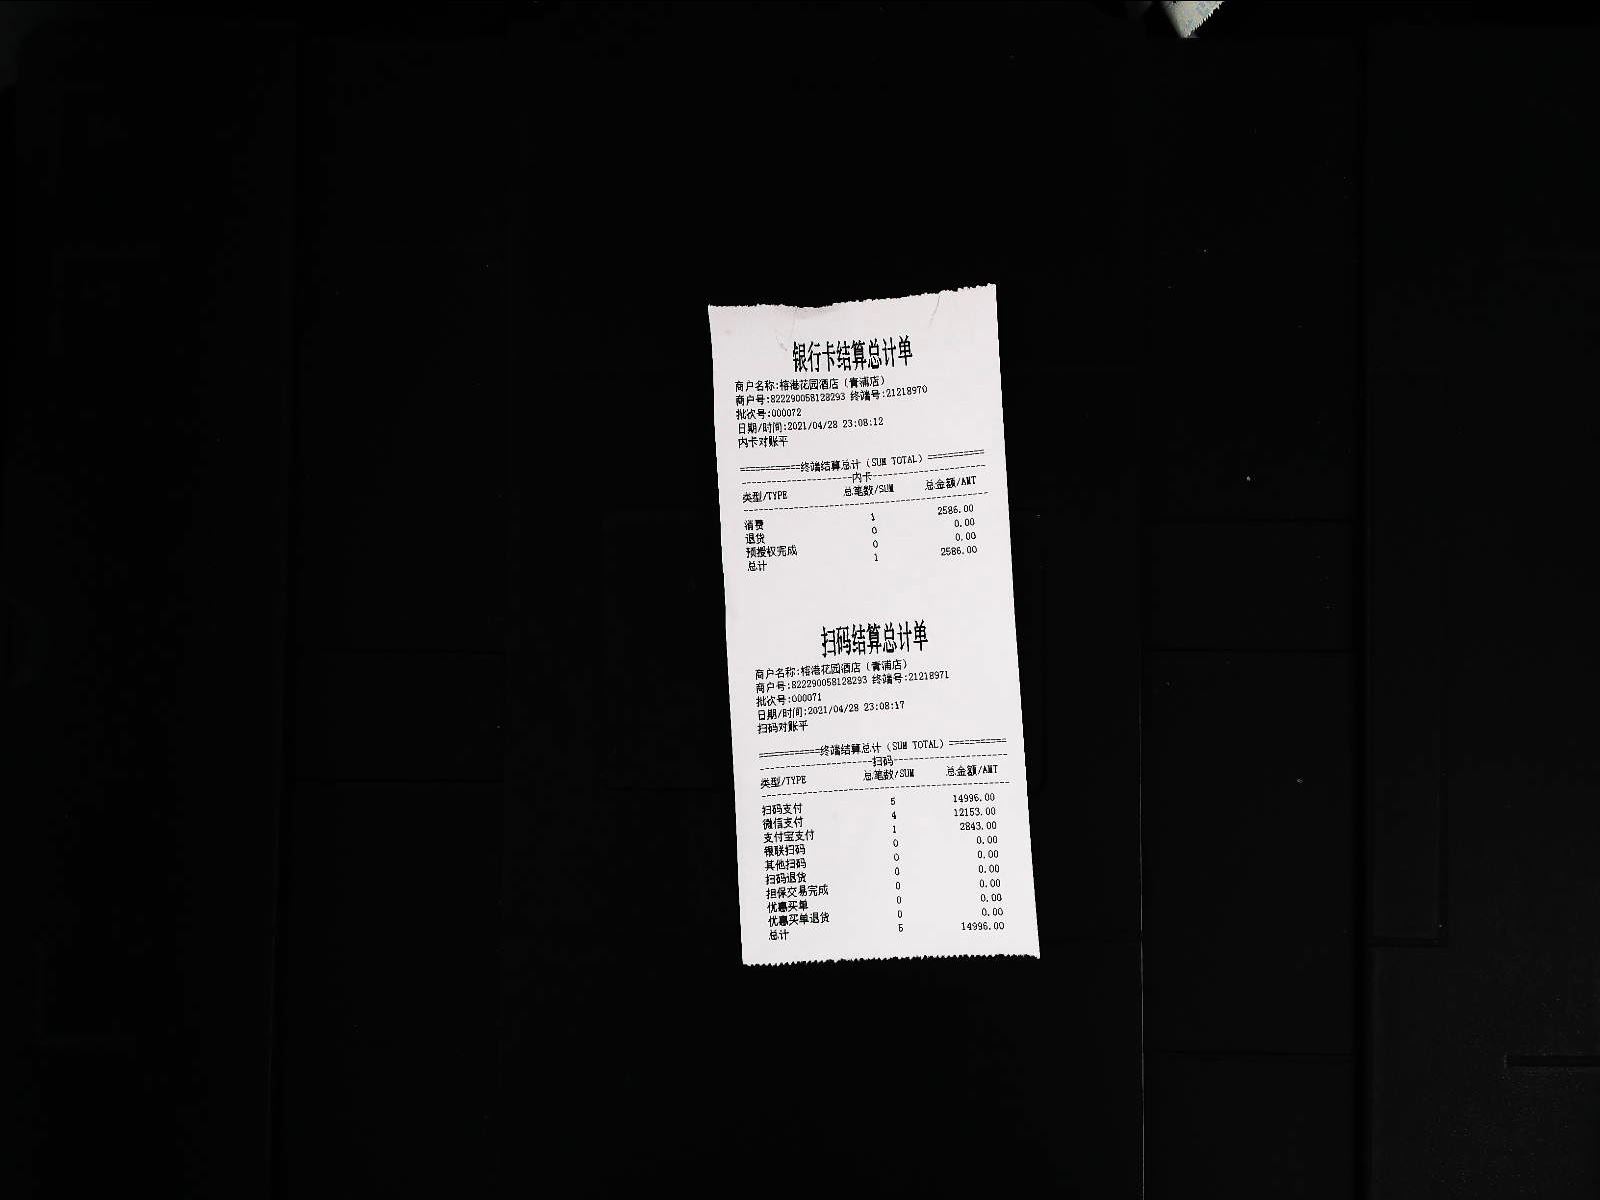 银行卡结算总计单
商户名称:榕港花园酒店（青浦店）
商户号:822290058128293 终端号:21218970
批次号:000072
日期/时间:2021/04/28 23:08:12
内卡对账平
===========终端结算总计（SUM TOTAL）===========
----------------------内卡----------------------
类型/TYPE 总笔数/SUM 总金额/AMT
------------------------------------------------
消费 1 2586.00
退货 0 0.00
预授权完成 0 0.00
总计 1 2586.00
扫码结算总计单
商户名称:榕港花园酒店（青浦店）
商户号:822290058128293 终端号:21218971
批次号:000071
日期/时间:2021/04/28 23:08:17
扫码对账平
===========终端结算总计（SUM TOTAL）===========
----------------------扫码----------------------
类型/TYPE 总笔数/SUM 总金额/AMT
------------------------------------------------
扫码支付 5 14996.00
微信支付 4 12153.00
支付宝支付 1 2843.00
银联扫码 0 0.00
其他扫码 0 0.00
扫码退货 0 0.00
担保交易完成 0 0.00
优惠买单 0 0.00
优惠买单退货 0 0.00
总计 5 14996.00